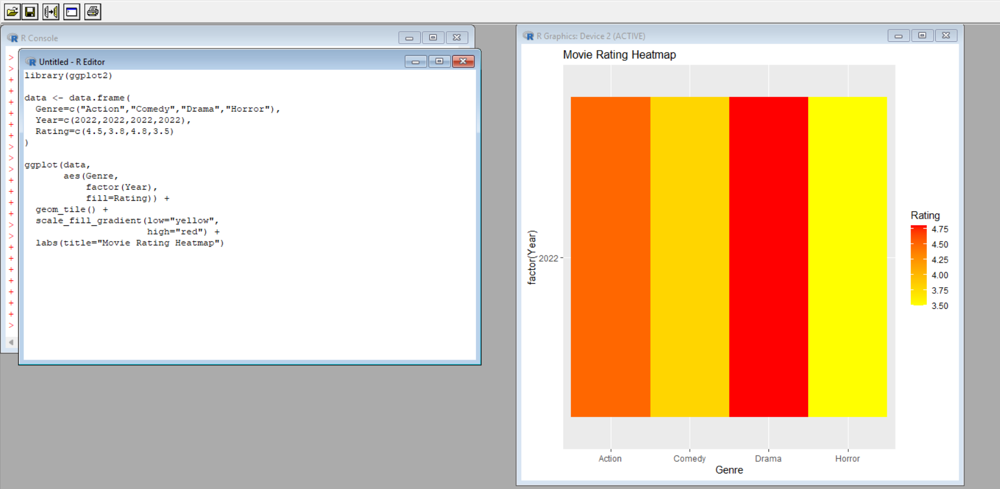 R Console
>
>
+
+
+
+
+
+
>
>
>
+
+
+
+
>
>
+
+
+
+
+
+
+
>
Untitled - R Editor
library(ggplot2)
data <- data.frame(
  Genre=c("Action","Comedy","Drama","Horror"),
  Year=c(2022,2022,2022,2022),
  Rating=c(4.5,3.8,4.8,3.5)
)
ggplot(data,
       aes(Genre,
           factor(Year),
           fill=Rating)) +
  geom_tile() +
  scale_fill_gradient(low="yellow",
                      high="red") +
  labs(title="Movie Rating Heatmap")
R Graphics: Device 2 (ACTIVE)
Movie Rating Heatmap
factor(Year)
2022
Action Comedy Drama Horror
Genre
Rating
4.75
4.50
4.25
4.00
3.75
3.50